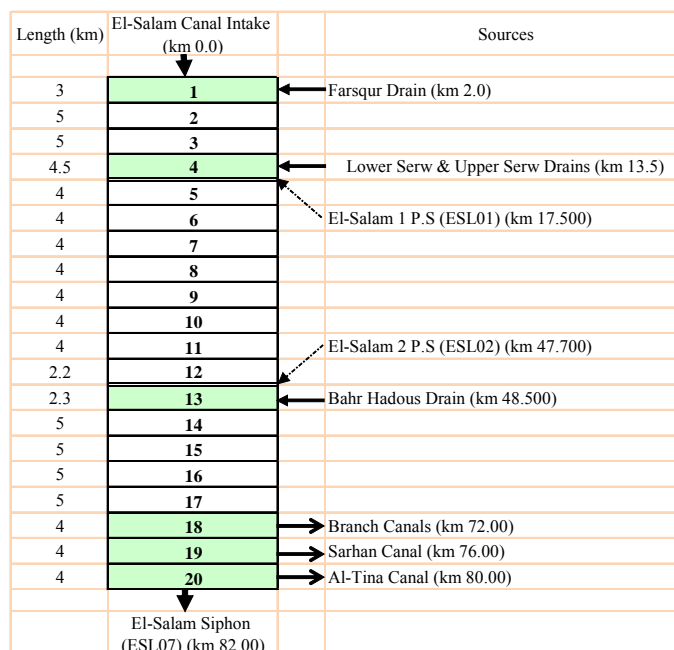 Length (km) El-Salam Canal Intake (km 0.0) Sources
3 1 Farsqur Drain (km 2.0)
5 2
5 3
4.5 4 Lower Serw & Upper Serw Drains (km 13.5)
4 5
4 6 El-Salam 1 P.S (ESL01) (km 17.500)
4 7
4 8
4 9
4 10
4 11 El-Salam 2 P.S (ESL02) (km 47.700)
2.2 12
2.3 13 Bahr Hadous Drain (km 48.500)
5 14
5 15
5 16
5 17
4 18 Branch Canals (km 72.00)
4 19 Sarhan Canal (km 76.00)
4 20 Al-Tina Canal (km 80.00)
El-Salam Siphon
(ESL07) (km 82.00)